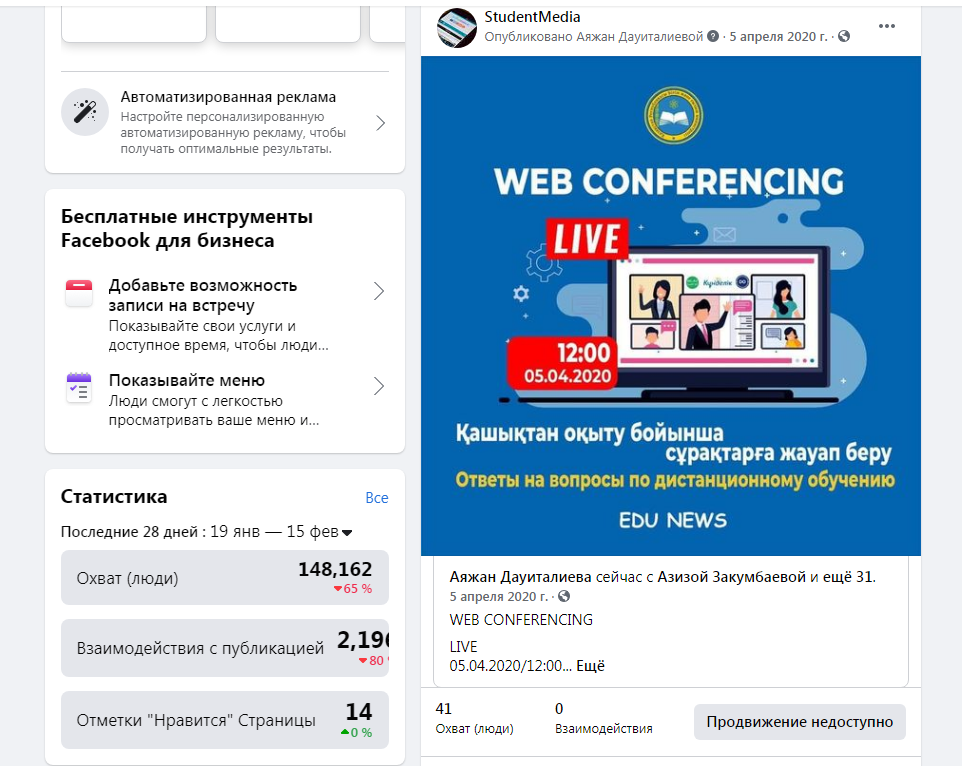 Автоматизированная реклама
Настройте персонализированную
автоматизированную рекламу, чтобы
получать оптимальные результаты.
Бесплатные инструменты
Facebook для бизнеса
Добавьте возможность
записи на встречу
Показывайте свои услуги и
доступное время, чтобы люди...
Показывайте меню
Люди смогут с легкостью
просматривать ваше меню и...
Статистика
Все
Последние 28 дней : 19 янв — 15 фев
Охват (люди)
148,162
65 %
Взаимодействия с публикацией
2,196
80
Отметки "Нравится" Страницы
14
0 %
StudentMedia
Опубликовано Аяжан Дауиталиевой · 5 апреля 2020 г. ·
WEB CONFERENCING
LIVE
12:00
05.04.2020
Қашықтан оқыту бойынша
сұрақтарға жауап беру
Ответы на вопросы по дистанционному обучению
EDU NEWS
Аяжан Дауиталиева сейчас с Азизой Закумбаевой и ещё 31.
5 апреля 2020 г. ·
WEB CONFERENCING
LIVE
05.04.2020/12:00... Ещё
41
Охват (люди)
0
Взаимодействия
Продвижение недоступно